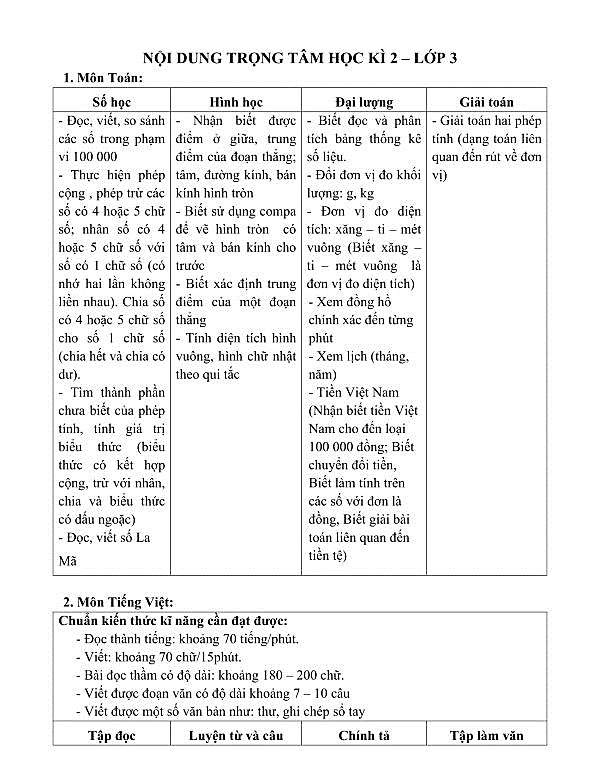 NỘI DUNG TRỌNG TÂM HỌC KÌ 2 – LỚP 3
1. Môn Toán:
Số học
- Đọc, viết, so sánh
các số trong phạm
vi 100 000
- Thực hiện phép
cộng , phép trừ các
số có 4 hoặc 5 chữ
số; nhân số có 4
hoặc 5 chữ số với
số có 1 chữ số (có
nhớ hai lần không
liền nhau). Chia số
có 4 hoặc 5 chữ số
cho số 1 chữ số
(chia hết và chia có
dư).
- Tìm thành phần
chưa biết của phép
tính, tính giá trị
biểu thức (biểu
thức có kết hợp
cộng, trừ với nhân,
chia và biểu thức
có dấu ngoặc)
- Đọc, viết số La
Mã
Hình học
- Nhận biết được
điểm ở giữa, trung
điểm của đoạn thẳng;
tâm, đường kính, bán
kính hình tròn
- Biết sử dụng compa
để vẽ hình tròn có
tâm và bán kính cho
trước
- Biết xác định trung
điểm của một đoạn
thẳng
- Tính diện tích hình
vuông, hình chữ nhật
theo qui tắc
Đại lượng
- Biết đọc và phân
tích bảng thống kê
số liệu.
- Đổi đơn vị đo khối
lượng: g, kg
- Đơn vị đo diện
tích: xăng – ti – mét
vuông (Biết xăng –
ti – mét vuông là
đơn vị đo diện tích)
- Xem đồng hồ
chính xác đến từng
phút
- Xem lịch (tháng,
năm)
- Tiền Việt Nam
(Nhận biết tiền Việt
Nam cho đến loại
100 000 đồng; Biết
chuyển đổi tiền,
Biết làm tính trên
các số với đơn là
đồng, Biết giải bài
toán liên quan đến
tiền tệ)
Giải toán
- Giải toán hai phép
tính (dạng toán liên
quan đến rút về đơn
vị)
2. Môn Tiếng Việt:
Chuẩn kiến thức kĩ năng cần đạt được:
- Đọc thành tiếng: khoảng 70 tiếng/phút.
- Viết: khoảng 70 chữ/15phút.
- Bài đọc thầm có độ dài: khoảng 180 – 200 chữ.
- Viết được đoạn văn có độ dài khoảng 7 – 10 câu
- Viết được một số văn bản như: thư, ghi chép sổ tay
Tập đọc
Luyện từ và câu
Chính tả
Tập làm văn